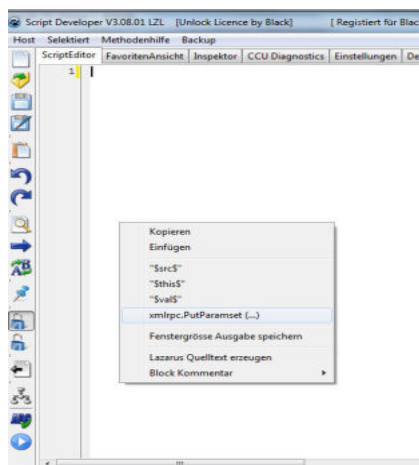 Script Developer V3.08.01 LZL [Unlock Licence by Black] [ Registiert für Blac
Host Selektiert Methodenhilfe Backup
ScriptEditor FavoritenAnsicht Inspektor CCU Diagnostics Einstellungen De
1
Kopieren
Einfügen
"$src$"
"$this$"
"$val$"
xmlrpc.PutParamset (...)
Fenstergrösse Ausgabe speichern
Lazarus Quelltext erzeugen
Block Kommentar